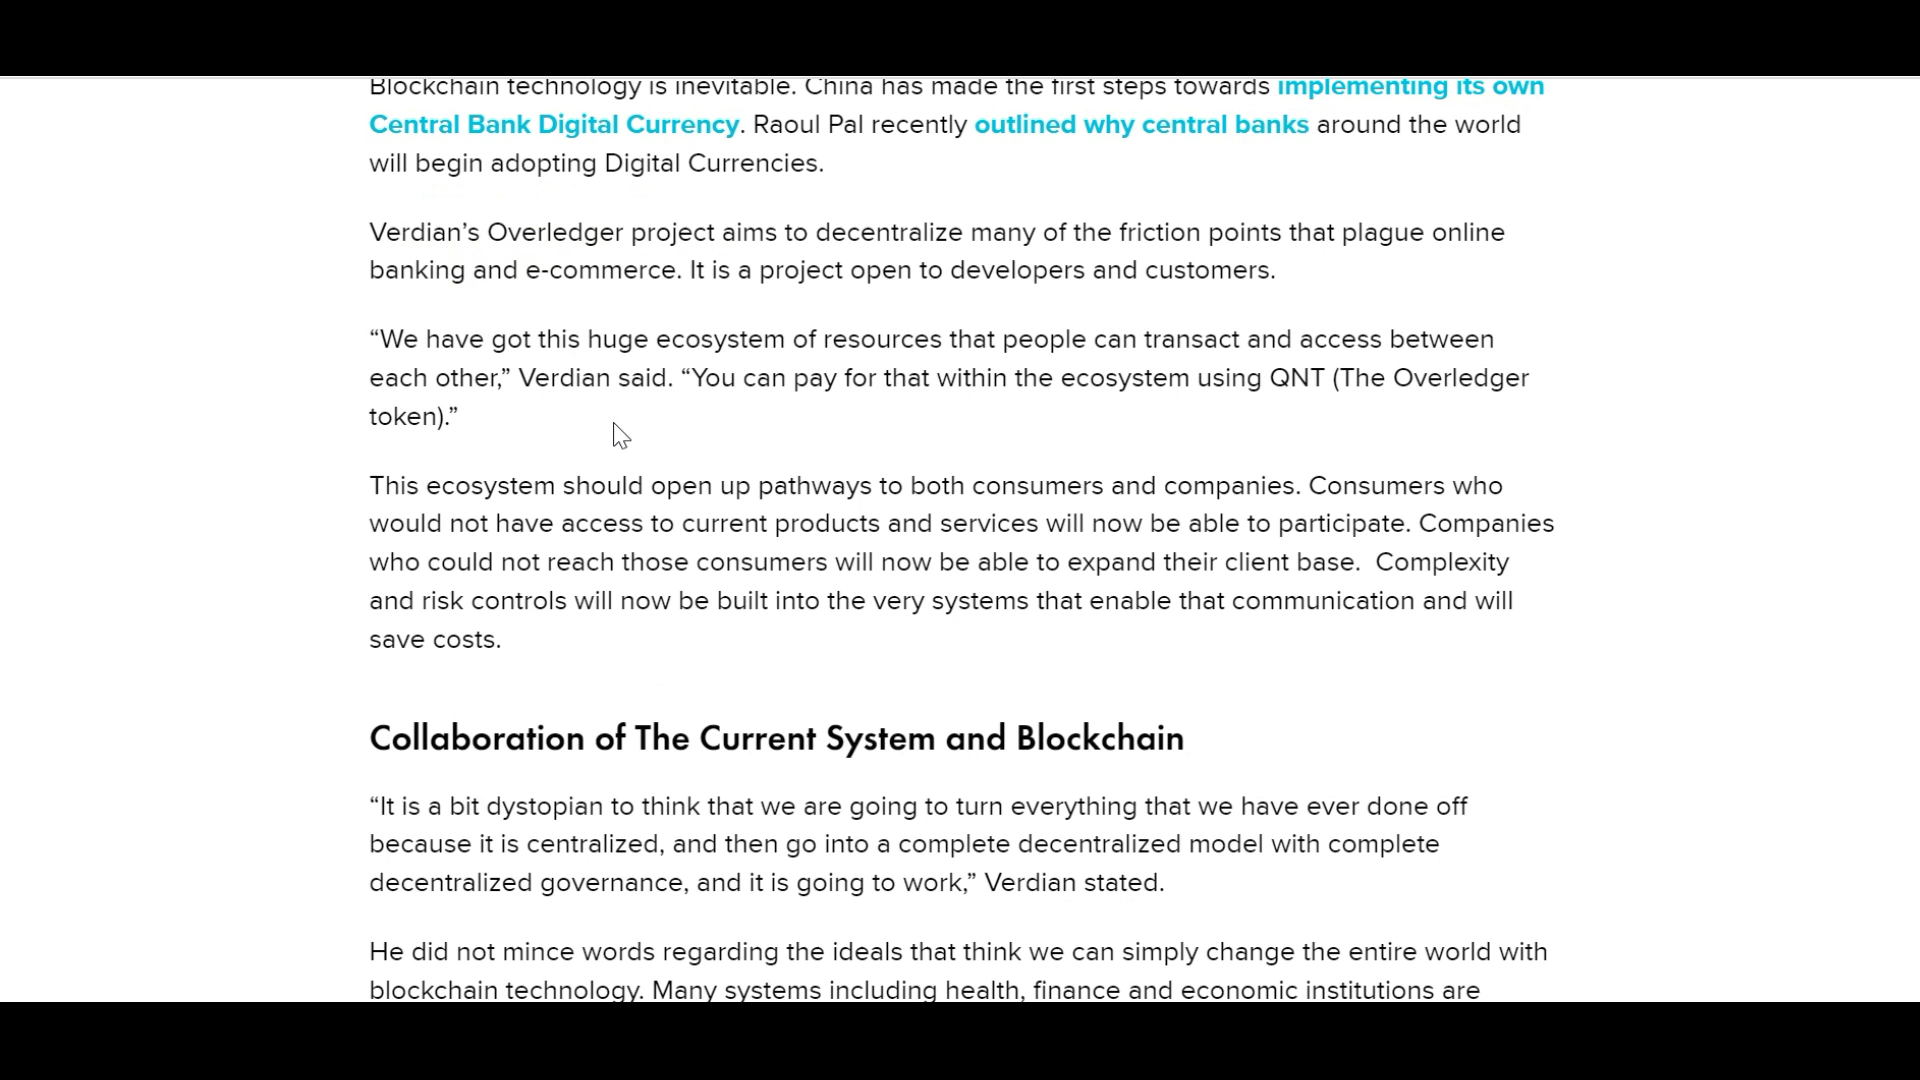 Blockchain technology is inevitable. China has made the first steps towards implementing its own
Central Bank Digital Currency. Raoul Pal recently outlined why central banks around the world
will begin adopting Digital Currencies.
Verdian’s Overledger project aims to decentralize many of the friction points that plague online
banking and e-commerce. It is a project open to developers and customers.
“We have got this huge ecosystem of resources that people can transact and access between
each other,” Verdian said. “You can pay for that within the ecosystem using QNT (The Overledger
token).”
This ecosystem should open up pathways to both consumers and companies. Consumers who
would not have access to current products and services will now be able to participate. Companies
who could not reach those consumers will now be able to expand their client base.  Complexity
and risk controls will now be built into the very systems that enable that communication and will
save costs.
Collaboration of The Current System and Blockchain
“It is a bit dystopian to think that we are going to turn everything that we have ever done off
because it is centralized, and then go into a complete decentralized model with complete
decentralized governance, and it is going to work,” Verdian stated.
He did not mince words regarding the ideals that think we can simply change the entire world with
blockchain technology. Many systems including health, finance and economic institutions are